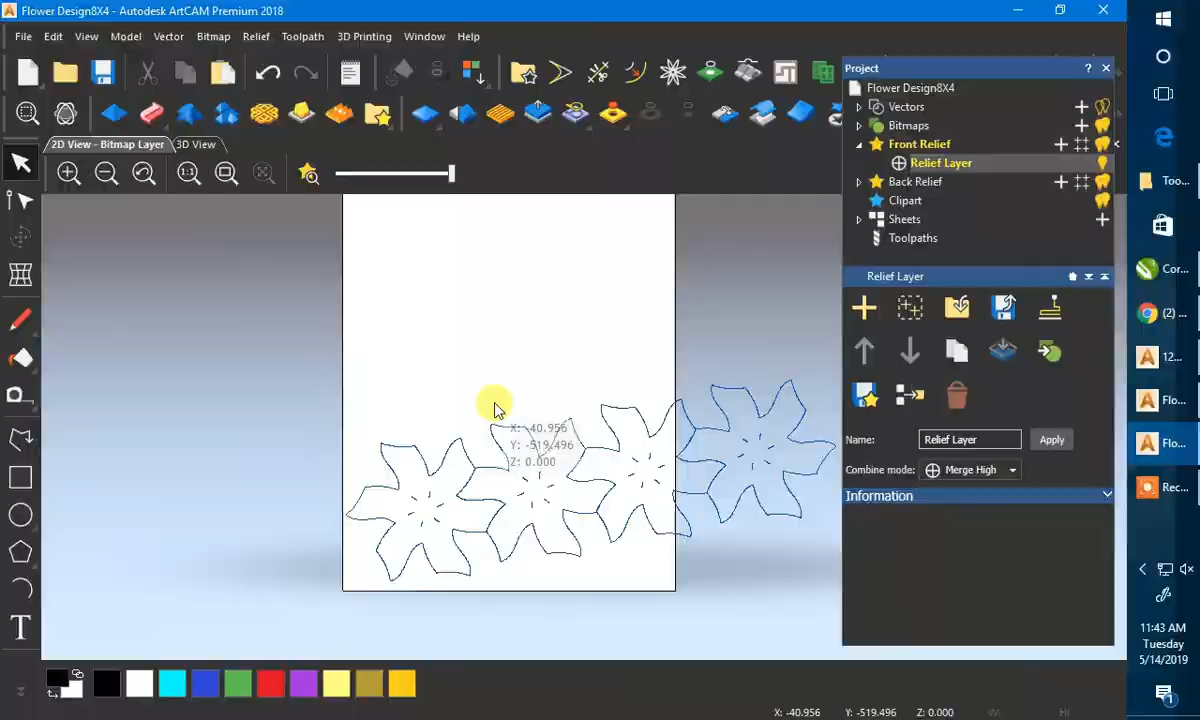 Flower Design8X4 - Autodesk ArtCAM Premium 2018
File Edit View Model Vector Bitmap Relief Toolpath 3D Printing Window Help
2D View - Bitmap Layer 3D View
1:1
X: -40.956
Y: -519.496
Z: 0.000
T
Project
? ×
Flower Design8X4
Vectors
Bitmaps
Front Relief
Relief Layer
Back Relief
Clipart
Sheets
Toolpaths
Relief Layer
Name: Relief Layer Apply
Combine mode: Merge High
Information
X: -40.956 Y: -519.496 Z: 0.000 W: H:
Too...
Cor...
(2) ...
12...
Flo...
Flo...
Rec...
11:43 AM
Tuesday
5/14/2019
1